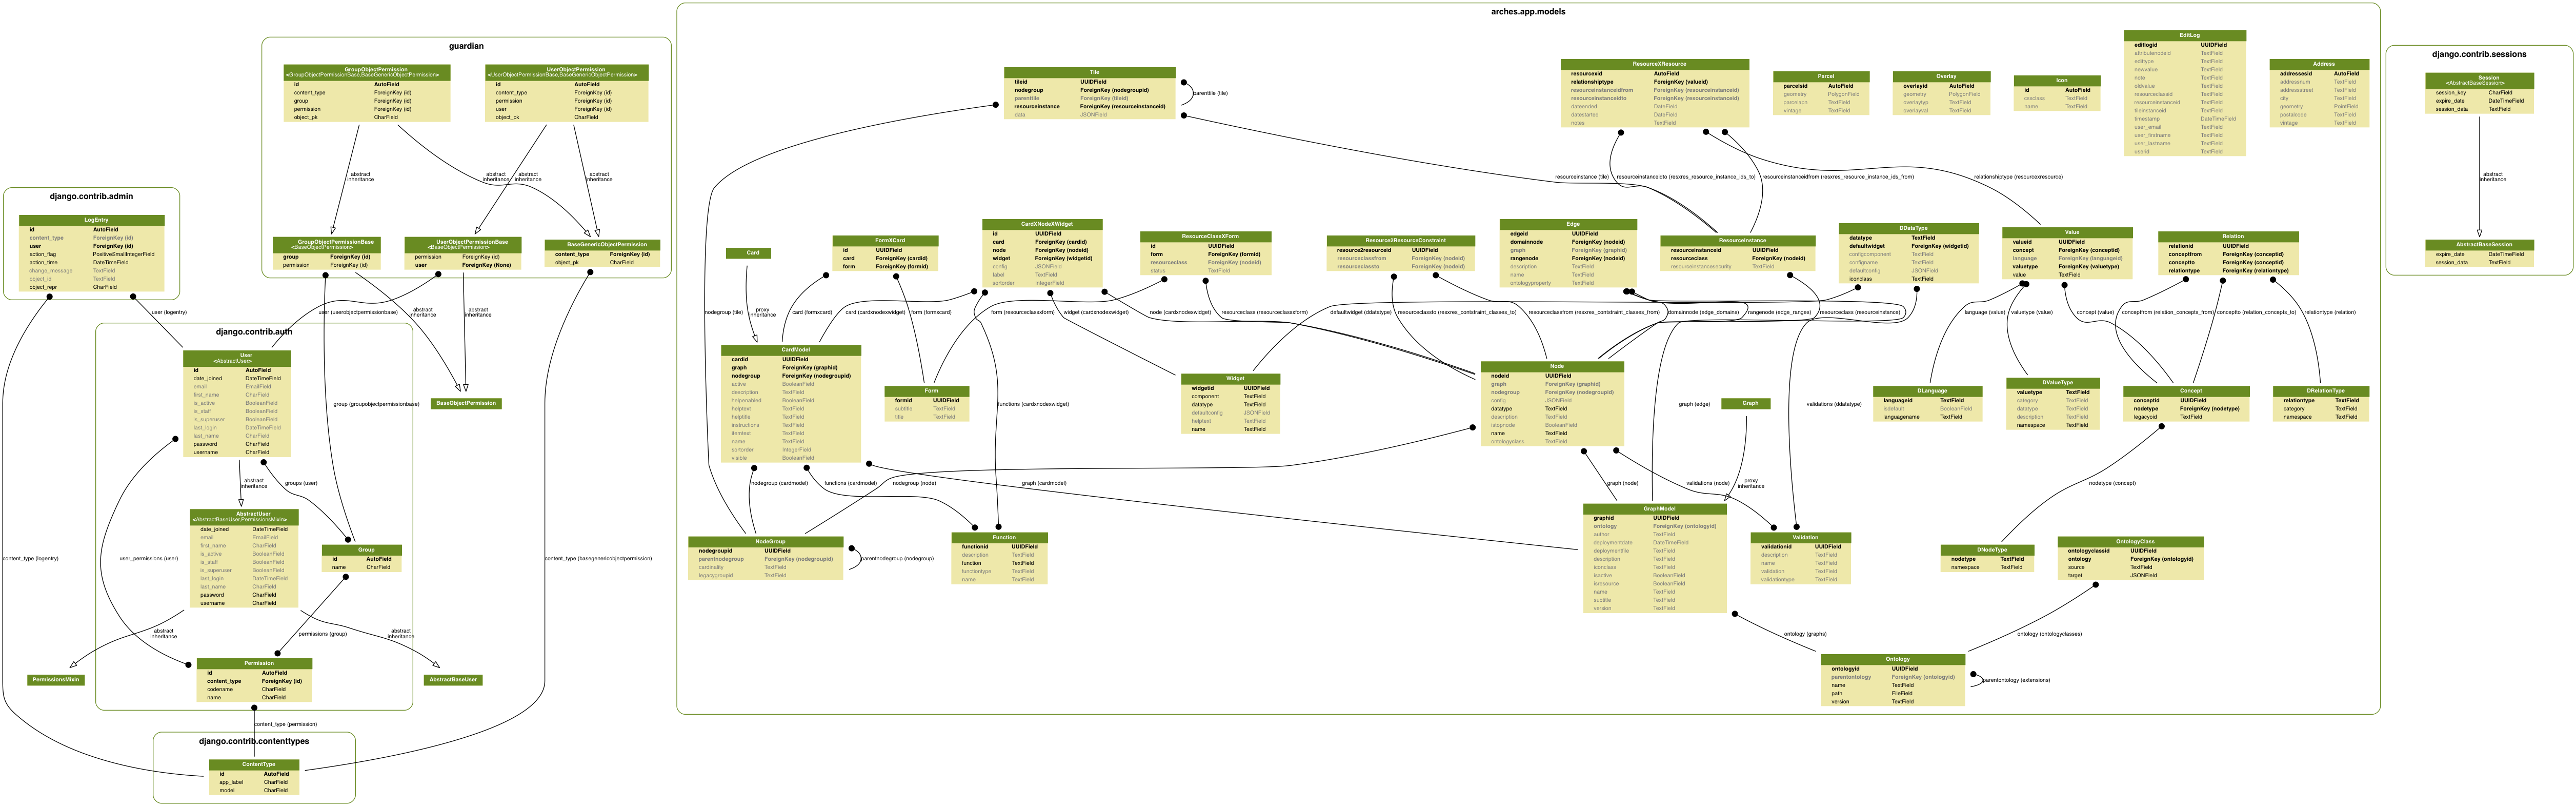 arches.app.models
guardian
django.contrib.sessions
django.contrib.admin
django.contrib.auth
django.contrib.contenttypes
GroupObjectPermission
<GroupObjectPermissionBase,BaseGenericObjectPermission>
id AutoField
content_type ForeignKey (id)
group ForeignKey (id)
permission ForeignKey (id)
object_pk CharField
UserObjectPermission
<UserObjectPermissionBase,BaseGenericObjectPermission>
id AutoField
content_type ForeignKey (id)
permission ForeignKey (id)
user ForeignKey (id)
object_pk CharField
abstract
inheritance
abstract
inheritance
abstract
inheritance
abstract
inheritance
GroupObjectPermissionBase
<BaseObjectPermission>
group ForeignKey (id)
permission ForeignKey (id)
UserObjectPermissionBase
<BaseObjectPermission>
permission ForeignKey (id)
user ForeignKey (None)
BaseGenericObjectPermission
content_type ForeignKey (id)
object_pk CharField
LogEntry
id AutoField
content_type ForeignKey (id)
user ForeignKey (id)
action_flag PositiveSmallIntegerField
action_time DateTimeField
change_message TextField
object_id TextField
object_repr CharField
user (logentry)
user (userobjectpermissionbase)
abstract
inheritance
abstract
inheritance
User
<AbstractUser>
id AutoField
date_joined DateTimeField
email EmailField
first_name CharField
is_active BooleanField
is_staff BooleanField
is_superuser BooleanField
last_login DateTimeField
last_name CharField
password CharField
username CharField
group (groupobjectpermissionbase)
BaseObjectPermission
abstract
inheritance
groups (user)
AbstractUser
<AbstractBaseUser,PermissionsMixin>
date_joined DateTimeField
email EmailField
first_name CharField
is_active BooleanField
is_staff BooleanField
is_superuser BooleanField
last_login DateTimeField
last_name CharField
password CharField
username CharField
Group
id AutoField
name CharField
content_type (logentry)
user_permissions (user)
content_type (basegenericobjectpermission)
abstract
inheritance
permissions (group)
abstract
inheritance
PermissionsMixin
Permission
id AutoField
content_type ForeignKey (id)
codename CharField
name CharField
AbstractBaseUser
content_type (permission)
ContentType
id AutoField
app_label CharField
model CharField
Tile
tileid UUIDField
nodegroup ForeignKey (nodegroupid)
parenttile ForeignKey (tileid)
resourceinstance ForeignKey (resourceinstanceid)
data JSONField
parenttile (tile)
ResourceXResource
resourcexid AutoField
relationshiptype ForeignKey (valueid)
resourceinstanceidfrom ForeignKey (resourceinstanceid)
resourceinstanceidto ForeignKey (resourceinstanceid)
dateended DateField
datestarted DateField
notes TextField
Parcel
parcelsid AutoField
geometry PolygonField
parcelapn TextField
vintage TextField
Overlay
overlayid AutoField
geometry PolygonField
overlaytyp TextField
overlayval TextField
Icon
id AutoField
cssclass TextField
name TextField
EditLog
editlogid UUIDField
attributenodeid TextField
edittype TextField
newvalue TextField
note TextField
oldvalue TextField
resourceclassid TextField
resourceinstanceid TextField
tileinstanceid TextField
timestamp DateTimeField
user_email TextField
user_firstname TextField
user_lastname TextField
userid TextField
Address
addressesid AutoField
addressnum TextField
addressstreet TextField
city TextField
geometry PointField
postalcode TextField
vintage TextField
Session
<AbstractBaseSession>
session_key CharField
expire_date DateTimeField
session_data TextField
abstract
inheritance
AbstractBaseSession
expire_date DateTimeField
session_data TextField
resourceinstance (tile)
resourceinstanceidto (resxres_resource_instance_ids_to)
resourceinstanceidfrom (resxres_resource_instance_ids_from)
relationshiptype (resourcexresource)
Card
FormXCard
id UUIDField
card ForeignKey (cardid)
form ForeignKey (formid)
CardXNodeXWidget
id UUIDField
card ForeignKey (cardid)
node ForeignKey (nodeid)
widget ForeignKey (widgetid)
config JSONField
label TextField
sortorder IntegerField
ResourceClassXForm
id UUIDField
form ForeignKey (formid)
resourceclass ForeignKey (nodeid)
status TextField
Resource2ResourceConstraint
resource2resourceid UUIDField
resourceclassfrom ForeignKey (nodeid)
resourceclassto ForeignKey (nodeid)
Edge
edgeid UUIDField
domainnode ForeignKey (nodeid)
graph ForeignKey (graphid)
rangenode ForeignKey (nodeid)
description TextField
name TextField
ontologyproperty TextField
ResourceInstance
resourceinstanceid UUIDField
resourceclass ForeignKey (nodeid)
resourceinstancesecurity TextField
DDataType
datatype TextField
defaultwidget ForeignKey (widgetid)
configcomponent TextField
configname TextField
defaultconfig JSONField
iconclass TextField
Value
valueid UUIDField
concept ForeignKey (conceptid)
language ForeignKey (languageid)
valuetype ForeignKey (valuetype)
value TextField
Relation
relationid UUIDField
conceptfrom ForeignKey (conceptid)
conceptto ForeignKey (conceptid)
relationtype ForeignKey (relationtype)
nodegroup (tile)
proxy
inheritance
card (formxcard)
card (cardxnodexwidget)
form (formxcard)
form (resourceclassxform)
widget (cardxnodexwidget)
node (cardxnodexwidget)
resourceclass (resourceclassxform)
defaultwidget (ddatatype)
resourceclassto (resxres_contstraint_classes_to)
resourceclassfrom (resxres_contstraint_classes_from)
domainnode (edge_domains)
rangenode (edge_ranges)
resourceclass (resourceinstance)
language (value)
valuetype (value)
concept (value)
conceptfrom (relation_concepts_from)
conceptto (relation_concepts_to)
relationtype (relation)
CardModel
cardid UUIDField
graph ForeignKey (graphid)
nodegroup ForeignKey (nodegroupid)
active BooleanField
description TextField
helpenabled BooleanField
helptext TextField
helptitle TextField
instructions TextField
itemtext TextField
name TextField
sortorder IntegerField
visible BooleanField
Form
formid UUIDField
subtitle TextField
title TextField
functions (cardxnodexwidget)
Widget
widgetid UUIDField
component TextField
datatype TextField
defaultconfig JSONField
helptext TextField
name TextField
Node
nodeid UUIDField
graph ForeignKey (graphid)
nodegroup ForeignKey (nodegroupid)
config JSONField
datatype TextField
description TextField
istopnode BooleanField
name TextField
ontologyclass TextField
graph (edge)
Graph
validations (ddatatype)
DLanguage
languageid TextField
isdefault BooleanField
languagename TextField
DValueType
valuetype TextField
category TextField
datatype TextField
description TextField
namespace TextField
Concept
conceptid UUIDField
nodetype ForeignKey (nodetype)
legacyoid TextField
DRelationType
relationtype TextField
category TextField
namespace TextField
nodegroup (cardmodel)
functions (cardmodel)
nodegroup (node)
graph (cardmodel)
graph (node)
validations (node)
proxy
inheritance
nodetype (concept)
NodeGroup
nodegroupid UUIDField
parentnodegroup ForeignKey (nodegroupid)
cardinality TextField
legacygroupid TextField
parentnodegroup (nodegroup)
Function
functionid UUIDField
description TextField
function TextField
functiontype TextField
name TextField
GraphModel
graphid UUIDField
ontology ForeignKey (ontologyid)
author TextField
deploymentdate DateTimeField
deploymentfile TextField
description TextField
iconclass TextField
isactive BooleanField
isresource BooleanField
name TextField
subtitle TextField
version TextField
Validation
validationid UUIDField
description TextField
name TextField
validation TextField
validationtype TextField
DNodeType
nodetype TextField
namespace TextField
OntologyClass
ontologyclassid UUIDField
ontology ForeignKey (ontologyid)
source TextField
target JSONField
ontology (graphs)
ontology (ontologyclasses)
Ontology
ontologyid UUIDField
parentontology ForeignKey (ontologyid)
name TextField
path FileField
version TextField
parentontology (extensions)